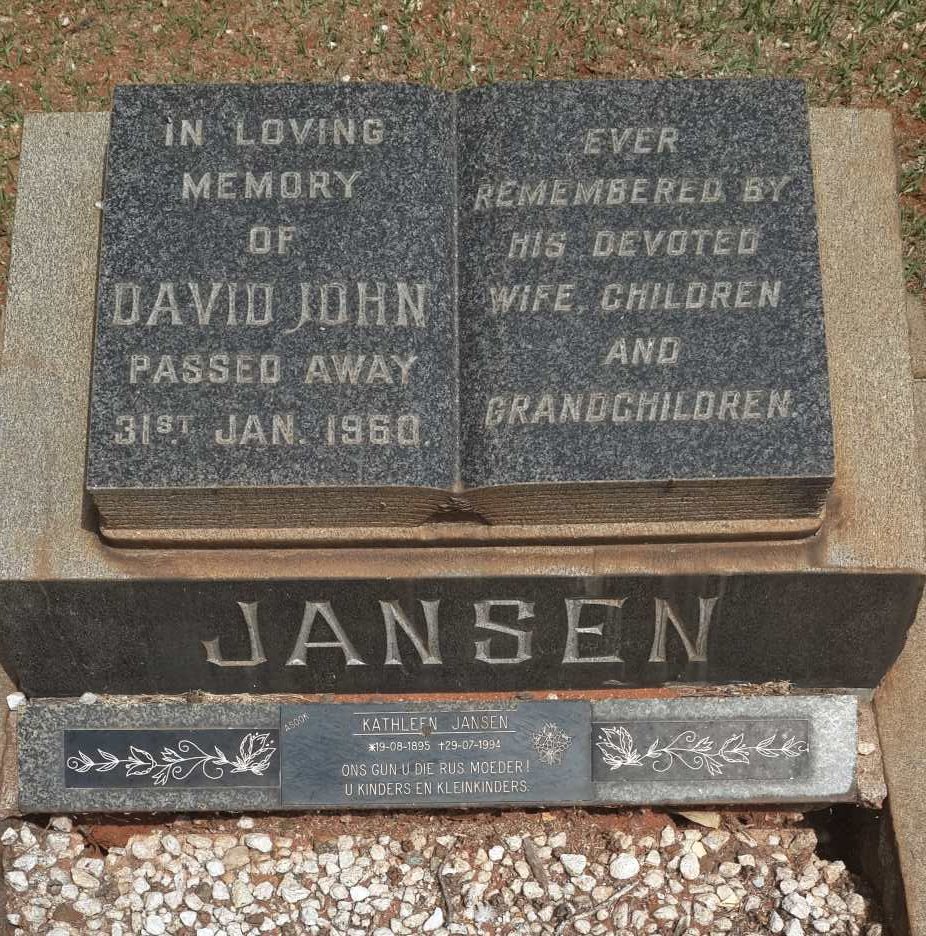 IN LOVING
MEMORY
OF
DAVID JOHN
PASSED AWAY
31ST. JAN. 1960.
EVER
REMEMBERED BY
HIS DEVOTED
WIFE, CHILDREN
AND
GRANDCHILDREN.
JANSEN
ASOOK
KATHLEEN JANSEN
*19-08-1895 †29-07-1994
ONS GUN U DIE RUS MOEDER!
U KINDERS EN KLEINKINDERS.